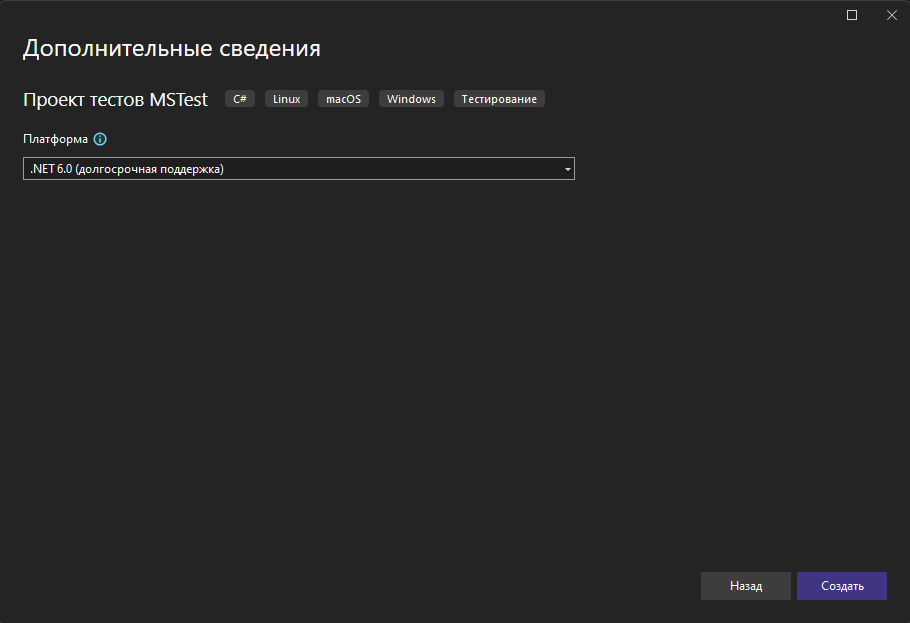 Дополнительные сведения
Проект тестов MSTest C# Linux macOS Windows Тестирование
Платформа
.NET 6.0 (долгосрочная поддержка)
Назад Создать